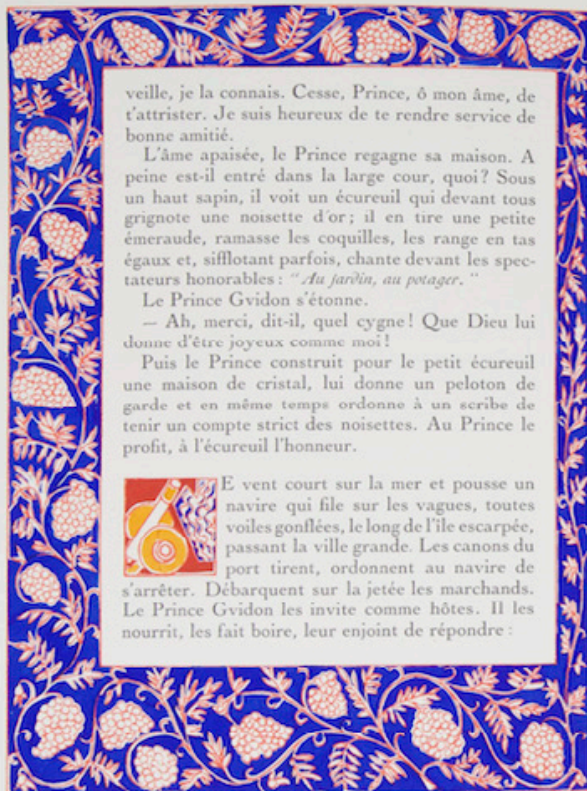 veille, je la connais. Cesse, Prince, ô mon âme, de
t'attrister. Je suis heureux de te rendre service de
bonne amitié.
L'âme apaisée, le Prince regagne sa maison. A
peine est-il entré dans la large cour, quoi? Sous
un haut sapin, il voit un écureuil qui devant tous
grignote une noisette d'or; il en tire une petite
émeraude, ramasse les coquilles, les range en tas
égaux et, sifflotant parfois, chante devant les spec-
tateurs honorables: "Au jardin, au potager."
Le Prince Gvidon s'étonne.
— Ah, merci, dit-il, quel cygne! Que Dieu lui
donne d'être joyeux comme moi!
Puis le Prince construit pour le petit écureuil
une maison de cristal, lui donne un peloton de
garde et en même temps ordonne à un scribe de
tenir un compte strict des noisettes. Au Prince le
profit, à l'écureuil l'honneur.
LE vent court sur la mer et pousse un
navire qui file sur les vagues, toutes
voiles gonflées, le long de l'île escarpée,
passant la ville grande. Les canons du
port tirent, ordonnent au navire de
s'arrêter. Débarquent sur la jetée les marchands.
Le Prince Gvidon les invite comme hôtes. Il les
nourrit, les fait boire, leur enjoint de répondre: